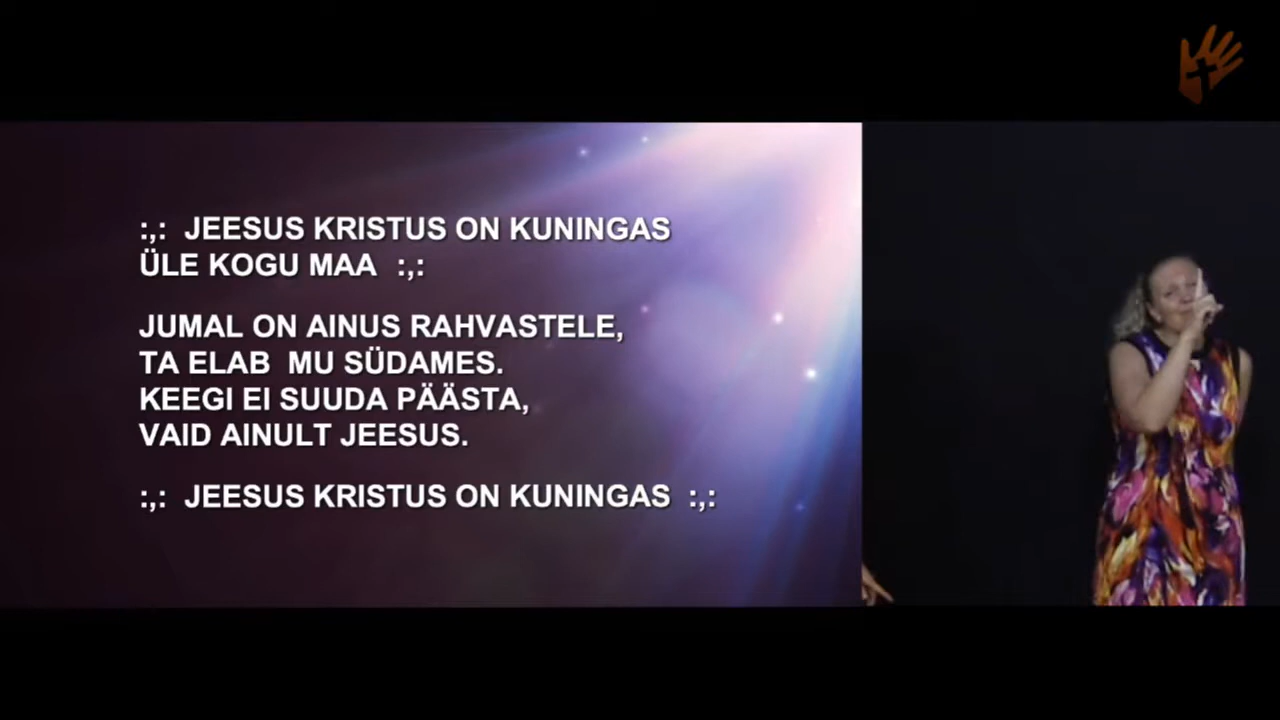 :,: JEESUS KRISTUS ON KUNINGAS
ÜLE KOGU MAA :,:
JUMAL ON AINUS RAHVASTELE,
TA ELAB MU SÜDAMES.
KEEGI EI SUUDA PÄÄSTA,
VAID AINULT JEESUS.
:,: JEESUS KRISTUS ON KUNINGAS :,: